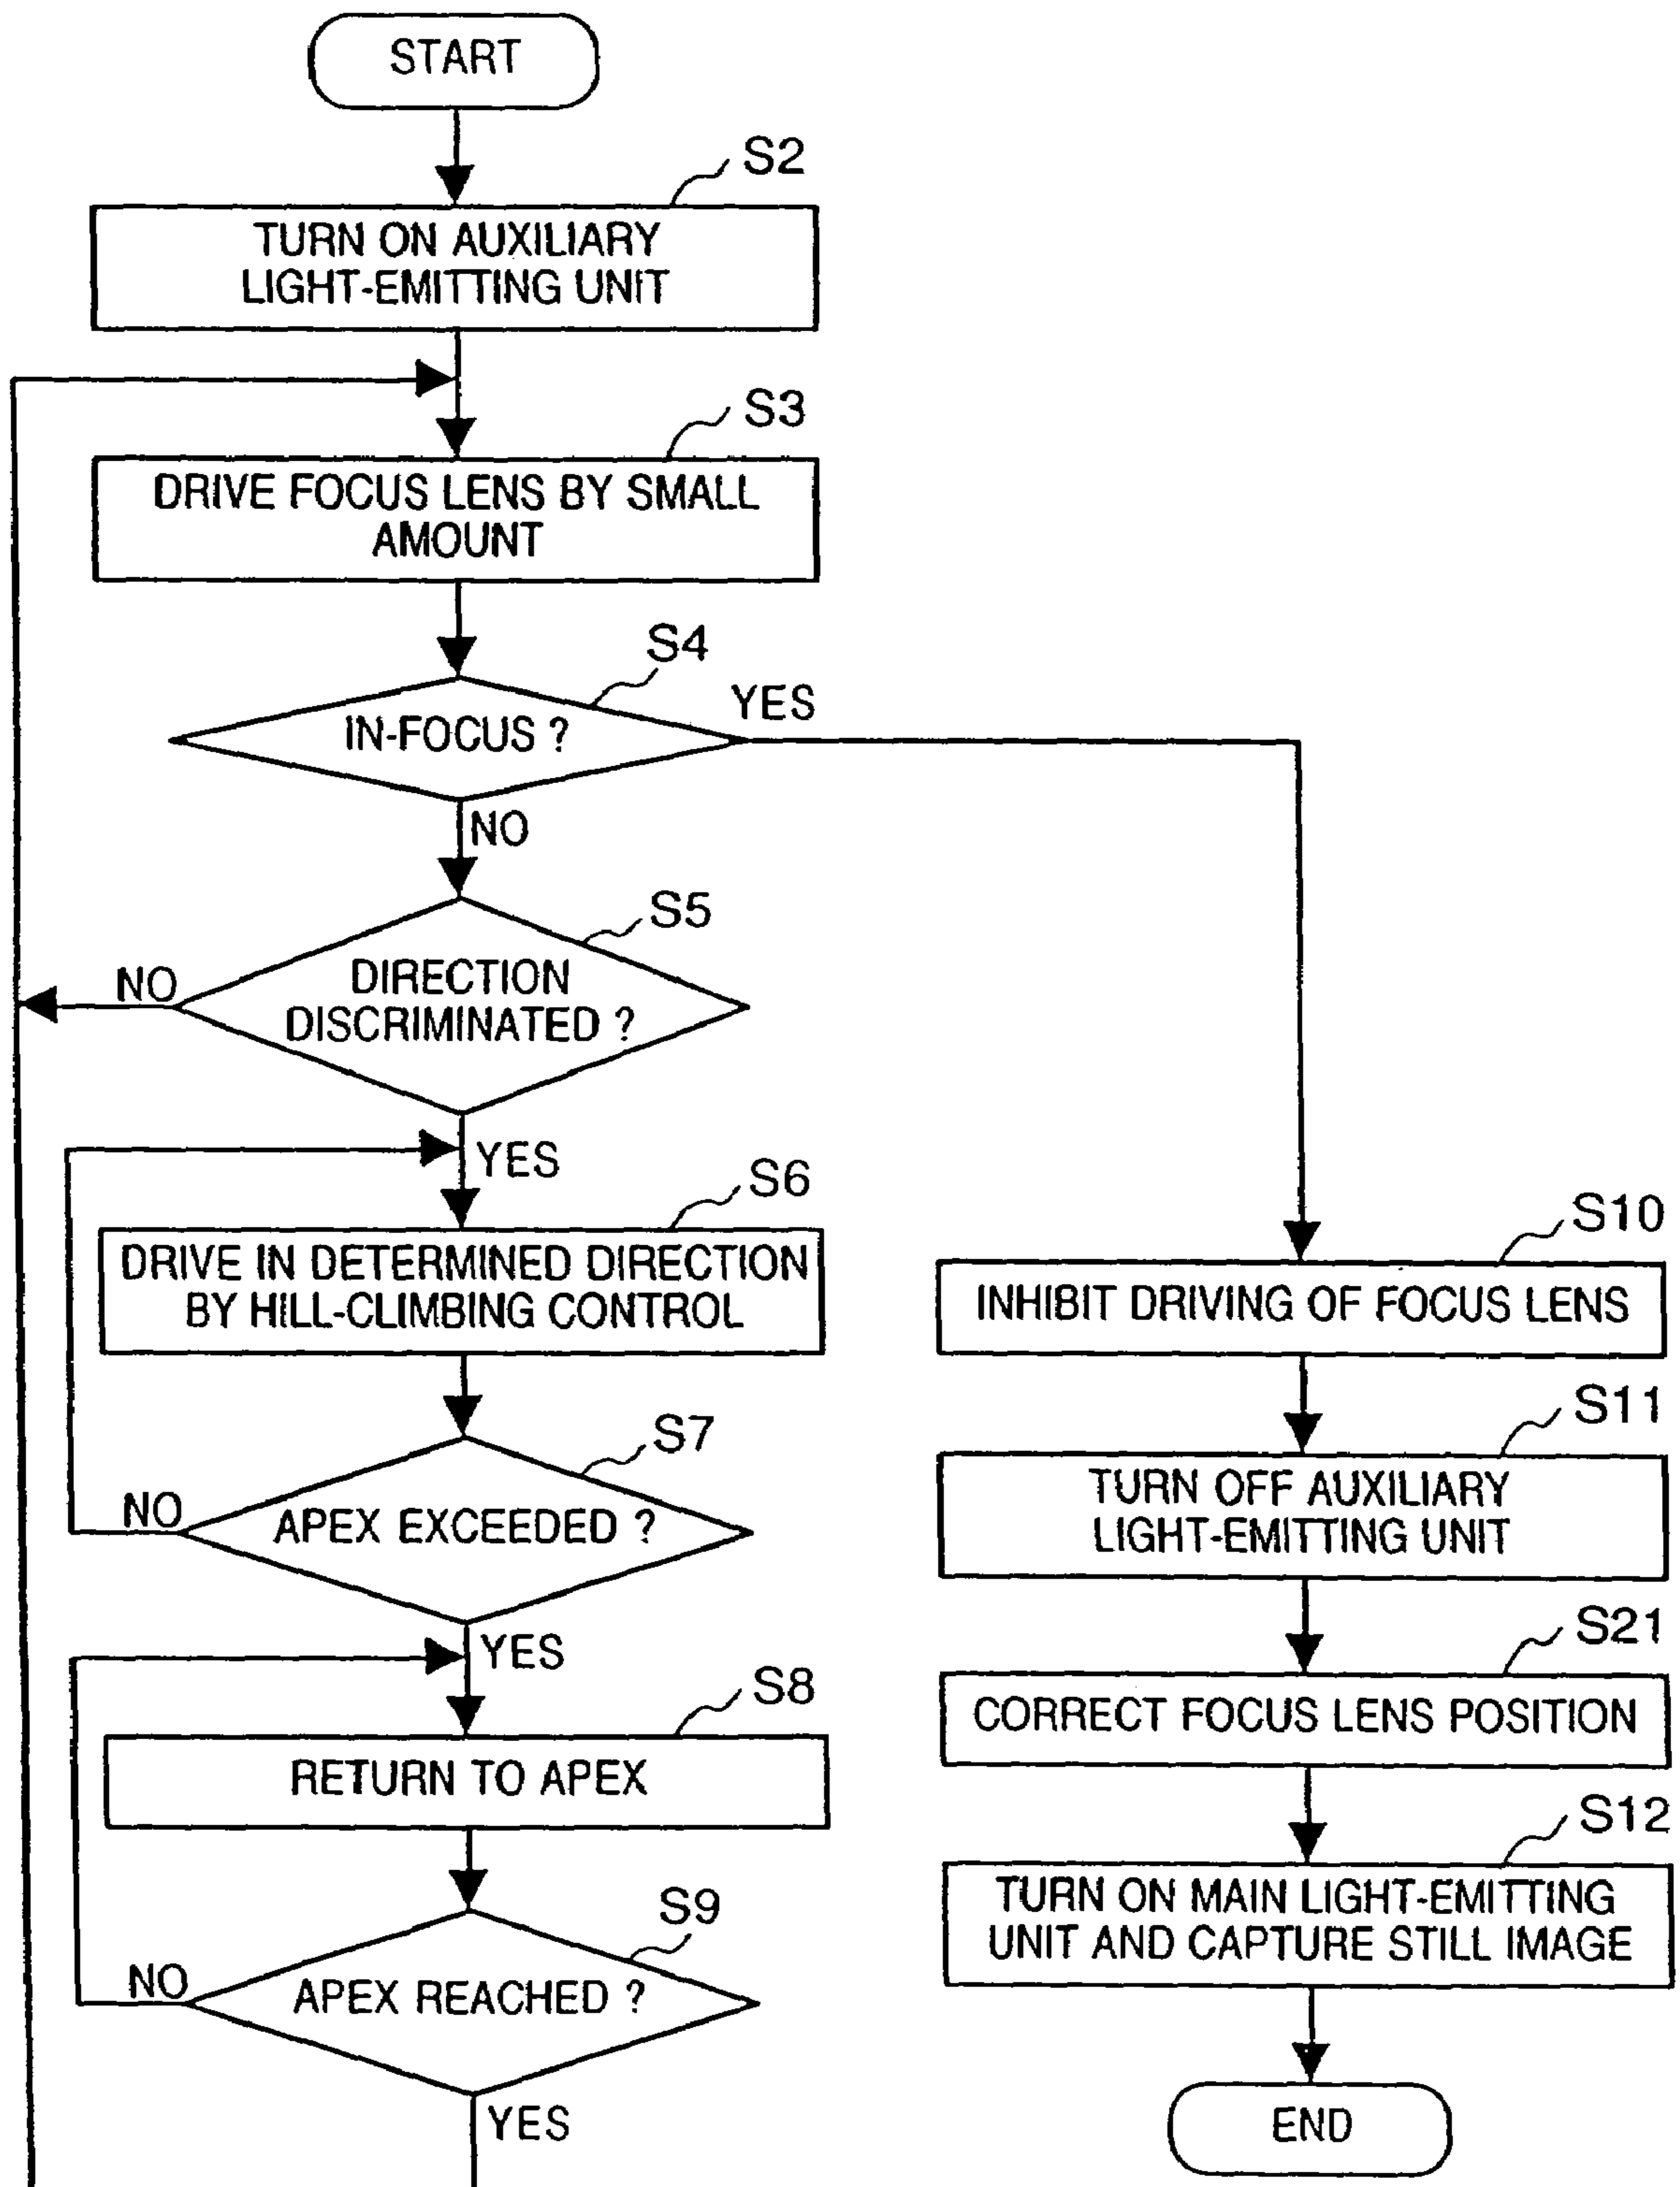 START
S2
TURN ON AUXILIARY
LIGHT-EMITTING UNIT
S3
DRIVE FOCUS LENS BY SMALL
AMOUNT
S4
IN-FOCUS ?
YES
NO
S5
DIRECTION
DISCRIMINATED ?
NO
YES
S6
DRIVE IN DETERMINED DIRECTION
BY HILL-CLIMBING CONTROL
S7
APEX EXCEEDED ?
NO
YES
S8
RETURN TO APEX
S9
APEX REACHED ?
NO
YES
S10
INHIBIT DRIVING OF FOCUS LENS
S11
TURN OFF AUXILIARY
LIGHT-EMITTING UNIT
S21
CORRECT FOCUS LENS POSITION
S12
TURN ON MAIN LIGHT-EMITTING
UNIT AND CAPTURE STILL IMAGE
END